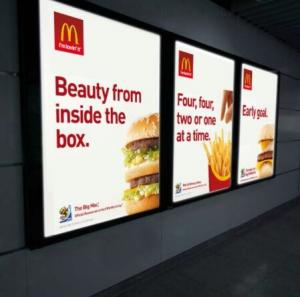 i'm lovin' it
Beauty from
inside the
box.
The Big Mac.
Four, four,
two or one
at a time.
Early goal.